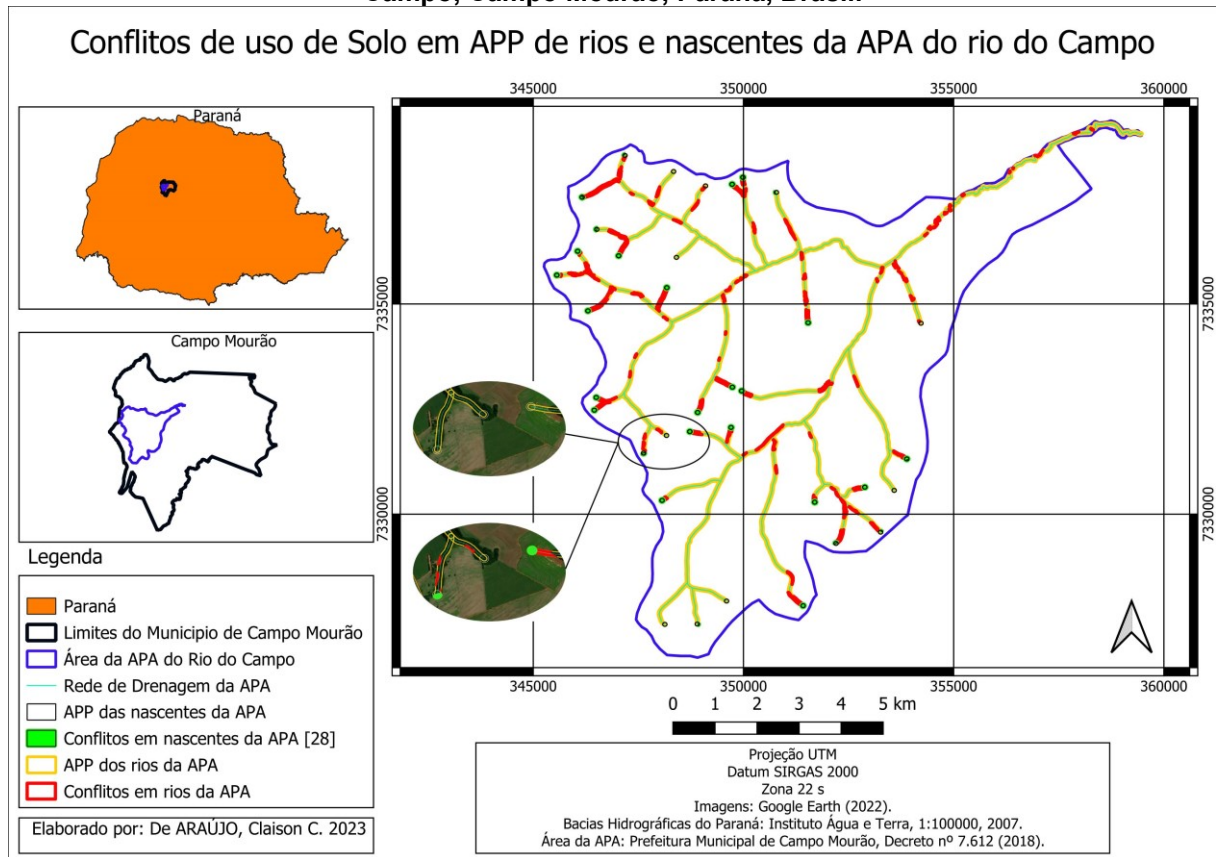 Campo, Campo Mourão, Paraná, Brasil.
Conflitos de uso de Solo em APP de rios e nascentes da APA do rio do Campo
Paraná
Campo Mourão
Legenda
Paraná
Limites do Municipio de Campo Mourão
Área da APA do Rio do Campo
Rede de Drenagem da APA
APP das nascentes da APA
Conflitos em nascentes da APA [28]
APP dos rios da APA
Conflitos em rios da APA
Elaborado por: De ARAÚJO, Claison C. 2023
345000 350000 355000 360000
7335000 7335000
7330000 7330000
345000 350000 355000 360000
0 1 2 3 4 5 km
Projeção UTM
Datum SIRGAS 2000
Zona 22 s
Imagens: Google Earth (2022).
Bacias Hidrográficas do Paraná: Instituto Água e Terra, 1:100000, 2007.
Área da APA: Prefeitura Municipal de Campo Mourão, Decreto nº 7.612 (2018).